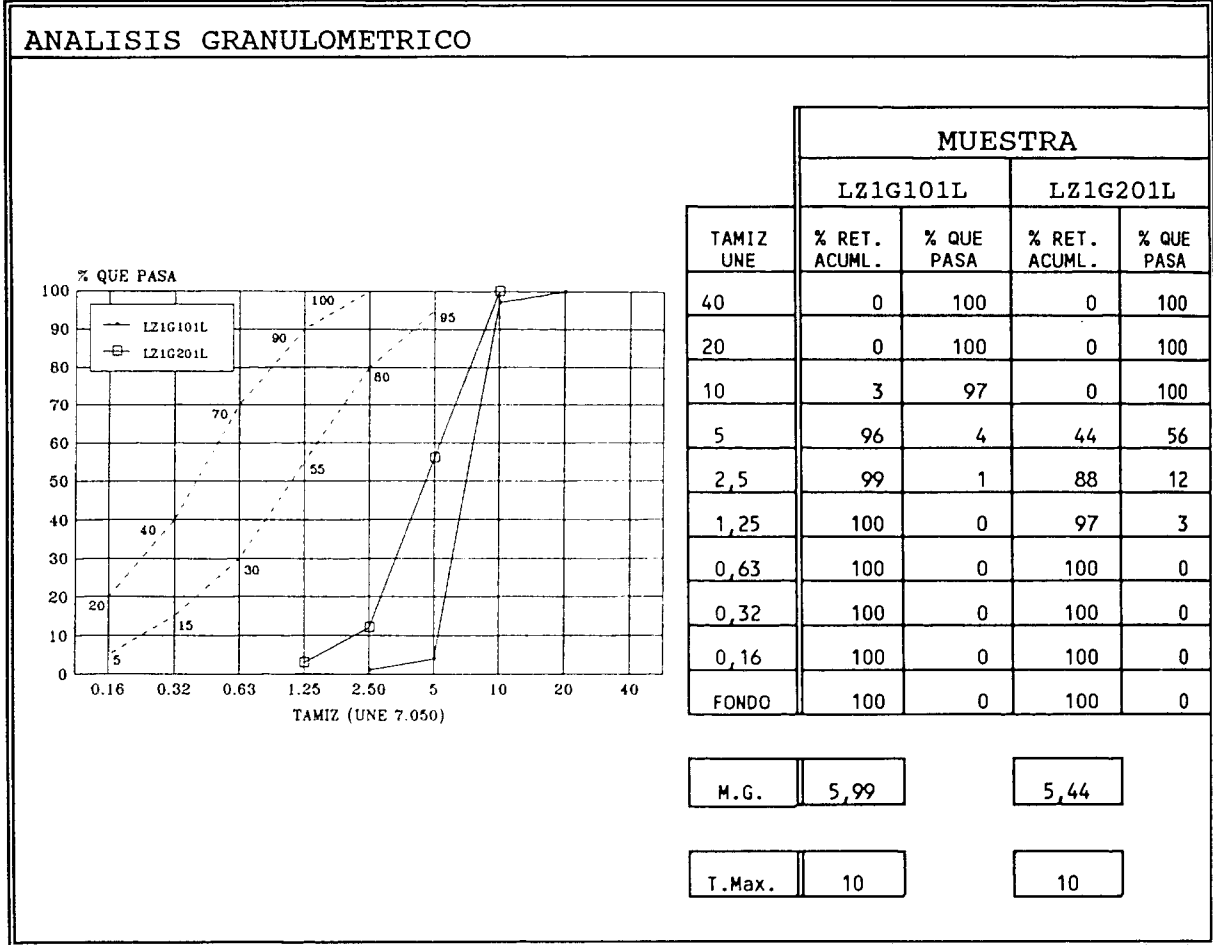 ANALISIS GRANULOMETRICO
% QUE PASA
100
90
80
70
60
50
40
30
20
10
0
LZ1G101L
LZ1G201L
100
90
70
40
20
95
80
55
30
15
5
0.16 0.32 0.63 1.25 2.50 5 10 20 40
TAMIZ (UNE 7.050)
MUESTRA
LZ1G101L LZ1G201L
TAMIZ UNE % RET. ACUML. % QUE PASA % RET. ACUML. % QUE PASA
40 0 100 0 100
20 0 100 0 100
10 3 97 0 100
5 96 4 44 56
2,5 99 1 88 12
1,25 100 0 97 3
0,63 100 0 100 0
0,32 100 0 100 0
0,16 100 0 100 0
FONDO 100 0 100 0
M.G. 5,99 5,44
T.Max. 10 10